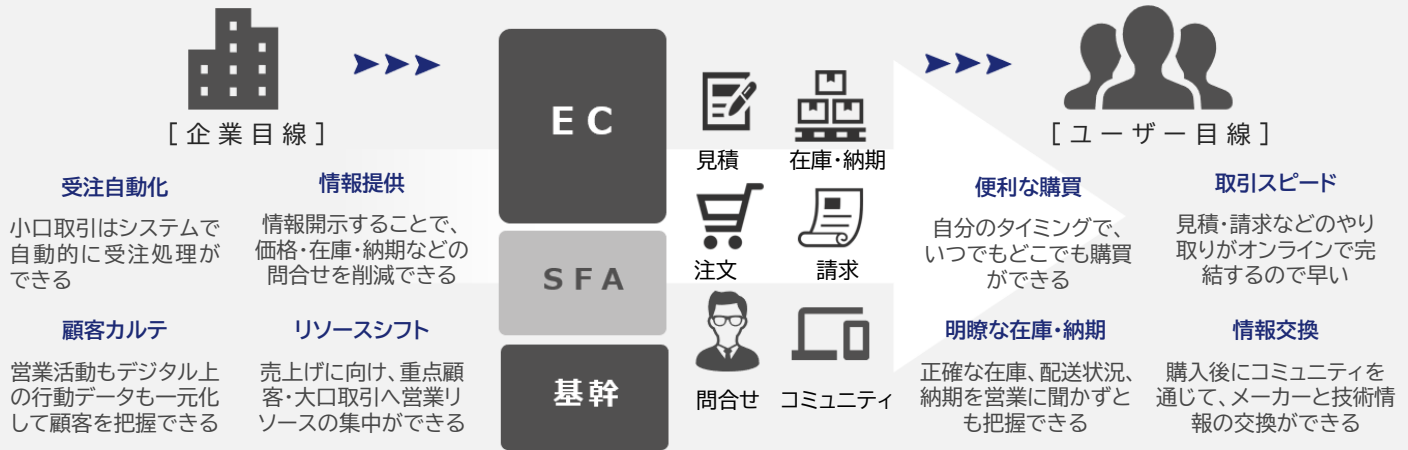 [企業目線]
受注自動化
小口取引はシステムで
自動的に受注処理が
できる
情報提供
情報開示することで、
価格・在庫・納期などの
問合せを削減できる
顧客カルテ
営業活動もデジタル上
の行動データも一元化
して顧客を把握できる
リソースシフト
売上げに向け、重点顧
客・大口取引へ営業リ
ソースの集中ができる
EC
SFA
基幹
見積
在庫・納期
注文
請求
問合せ
コミュニティ
[ユーザー目線]
便利な購買
自分のタイミングで、
いつでもどこでも購買
ができる
取引スピード
見積・請求などのやり
取りがオンラインで完
結するので早い
明瞭な在庫・納期
正確な在庫、配送状況、
納期を営業に聞かずと
も把握できる
情報交換
購入後にコミュニティを
通じて、メーカーと技術情
報の交換ができる